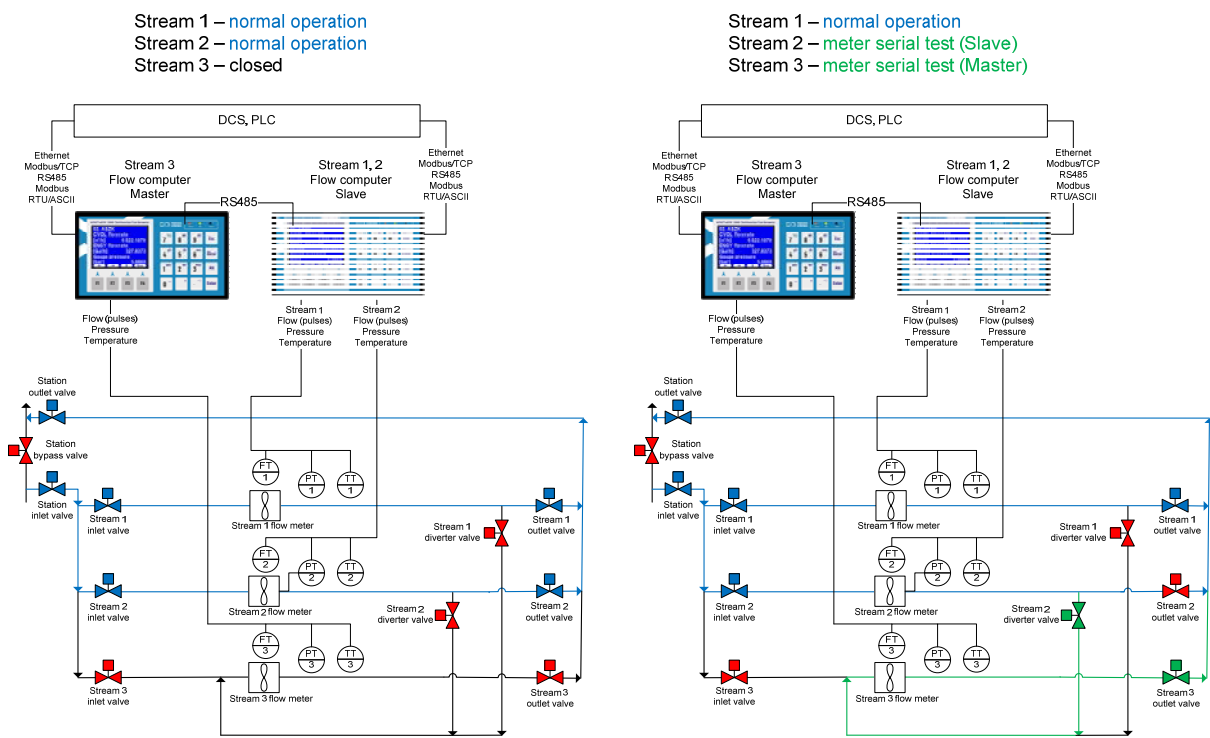 Stream 1 – normal operation
Stream 2 – normal operation
Stream 3 – closed
DCS, PLC
Ethernet
Modbus/TCP
RS485
Modbus
RTU/ASCII
Stream 3
Flow computer
Master
RS485
Stream 1, 2
Flow computer
Slave
Ethernet
Modbus/TCP
RS485
Modbus
RTU/ASCII
Flow (pulses)
Pressure
Temperature
Stream 1
Flow (pulses)
Pressure
Temperature
Stream 2
Flow (pulses)
Pressure
Temperature
Station
outlet valve
Station
bypass valve
Station
inlet valve
FT
1
PT
1
TT
1
Stream 1
inlet valve
Stream 1 flow meter
Stream 1
diverter valve
Stream 1
outlet valve
FT
2
PT
2
TT
2
Stream 2
inlet valve
Stream 2 flow meter
Stream 2
diverter valve
Stream 2
outlet valve
FT
3
PT
3
TT
3
Stream 3
inlet valve
Stream 3 flow meter
Stream 3
outlet valve
Stream 1 – normal operation
Stream 2 – meter serial test (Slave)
Stream 3 – meter serial test (Master)
DCS, PLC
Ethernet
Modbus/TCP
RS485
Modbus
RTU/ASCII
Stream 3
Flow computer
Master
RS485
Stream 1, 2
Flow computer
Slave
Ethernet
Modbus/TCP
RS485
Modbus
RTU/ASCII
Flow (pulses)
Pressure
Temperature
Stream 1
Flow (pulses)
Pressure
Temperature
Stream 2
Flow (pulses)
Pressure
Temperature
Station
outlet valve
Station
bypass valve
Station
inlet valve
FT
1
PT
1
TT
1
Stream 1
inlet valve
Stream 1 flow meter
Stream 1
diverter valve
Stream 1
outlet valve
FT
2
PT
2
TT
2
Stream 2
inlet valve
Stream 2 flow meter
Stream 2
diverter valve
Stream 2
outlet valve
FT
3
PT
3
TT
3
Stream 3
inlet valve
Stream 3 flow meter
Stream 3
outlet valve